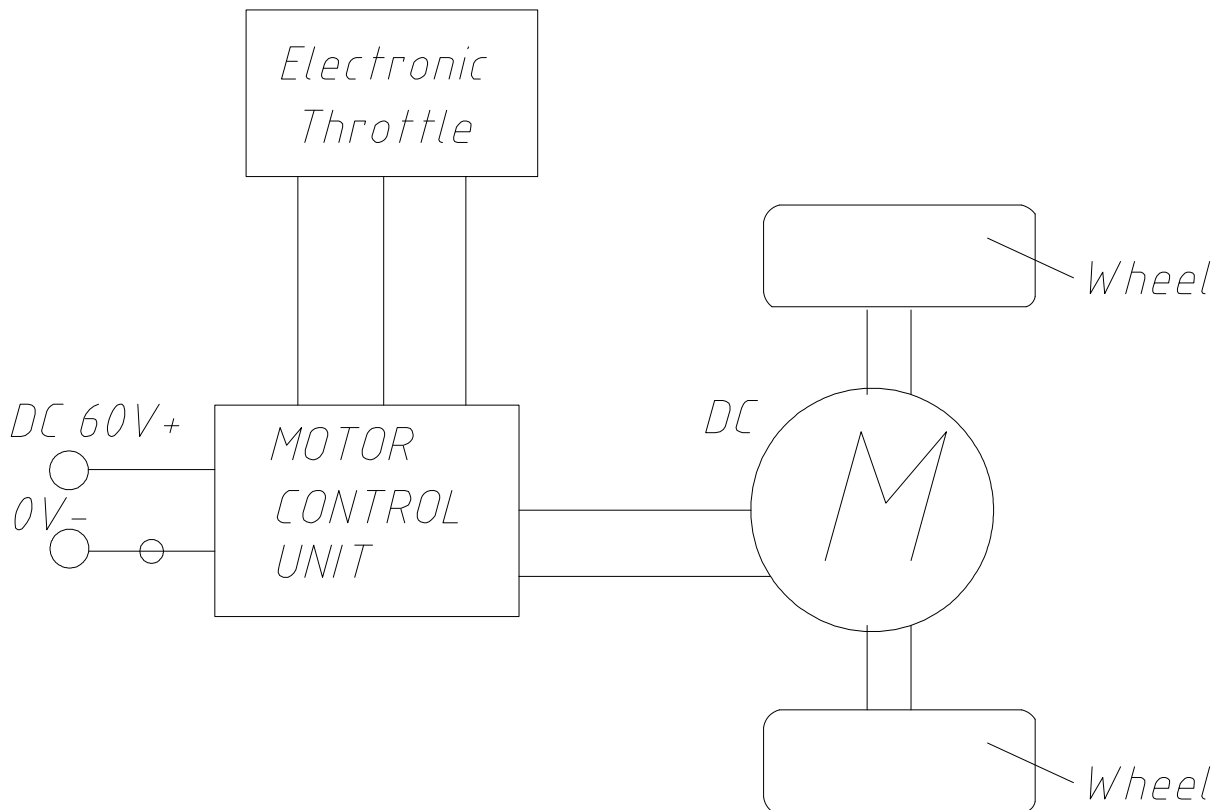 Electronic
Throttle
Wheel
DC 60V+
0V-
MOTOR
CONTROL
UNIT
DC
M
Wheel